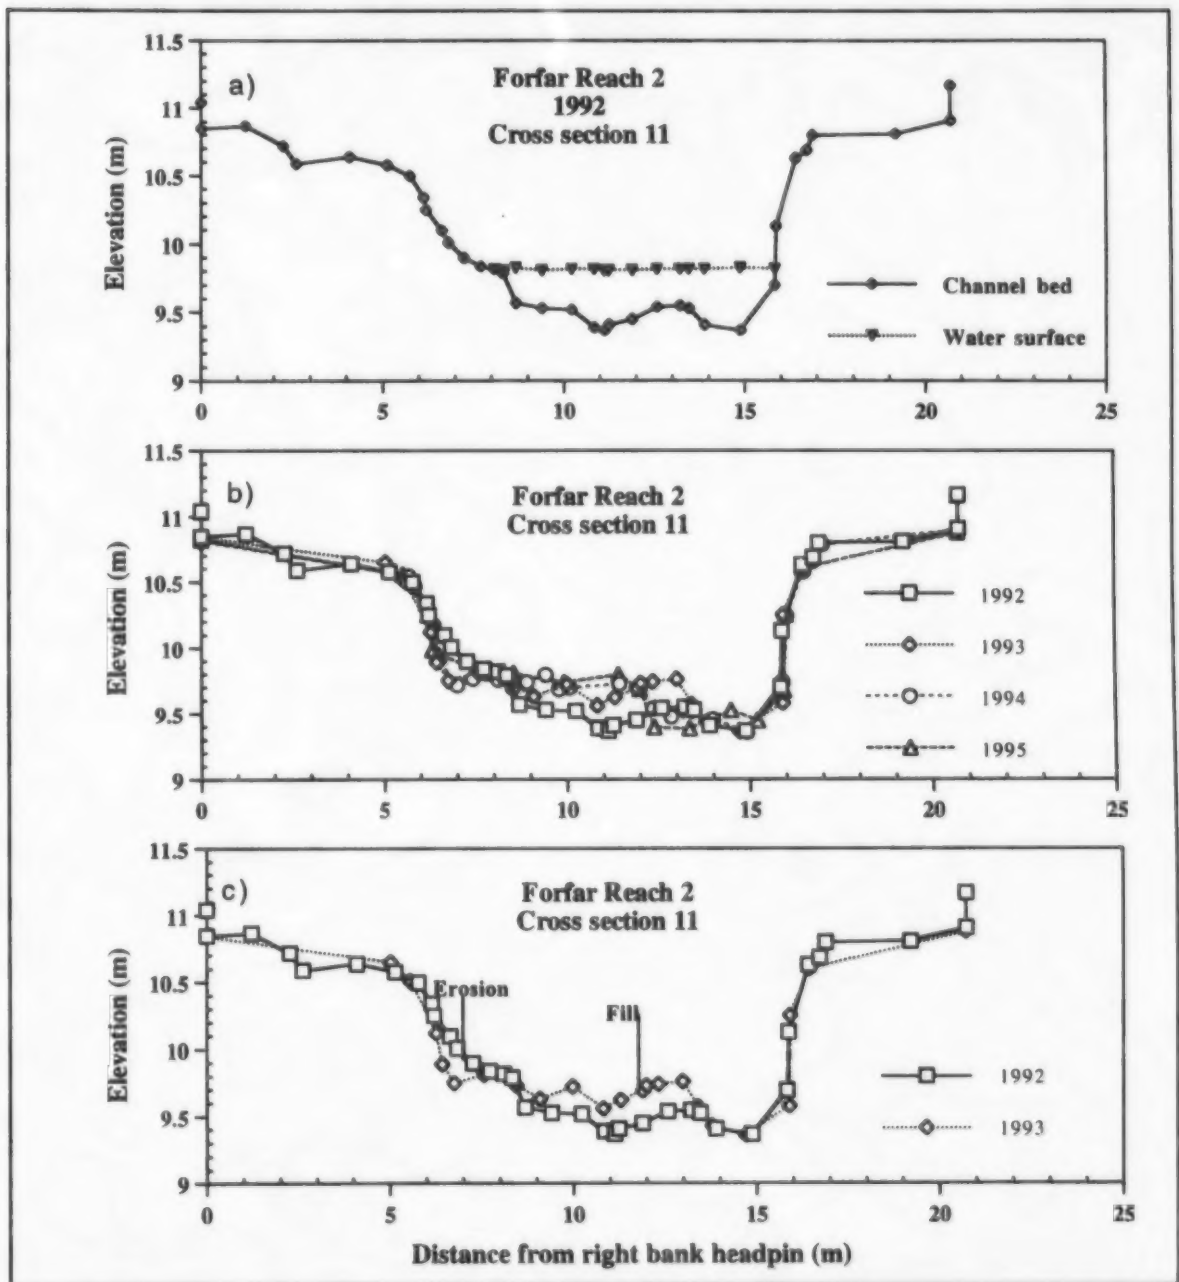 a)
Forfar Reach 2
1992
Cross section 11
Elevation (m)
11.5
11
10.5
10
9.5
9
0
5
10
15
20
25
Channel bed
Water surface
b)
Forfar Reach 2
Cross section 11
Elevation (m)
11.5
11
10.5
10
9.5
9
0
5
10
15
20
25
1992
1993
1994
1995
c)
Forfar Reach 2
Cross section 11
Elevation (m)
11.5
11
10.5
10
9.5
9
0
5
10
15
20
25
Erosion
Fill
1992
1993
Distance from right bank headpin (m)